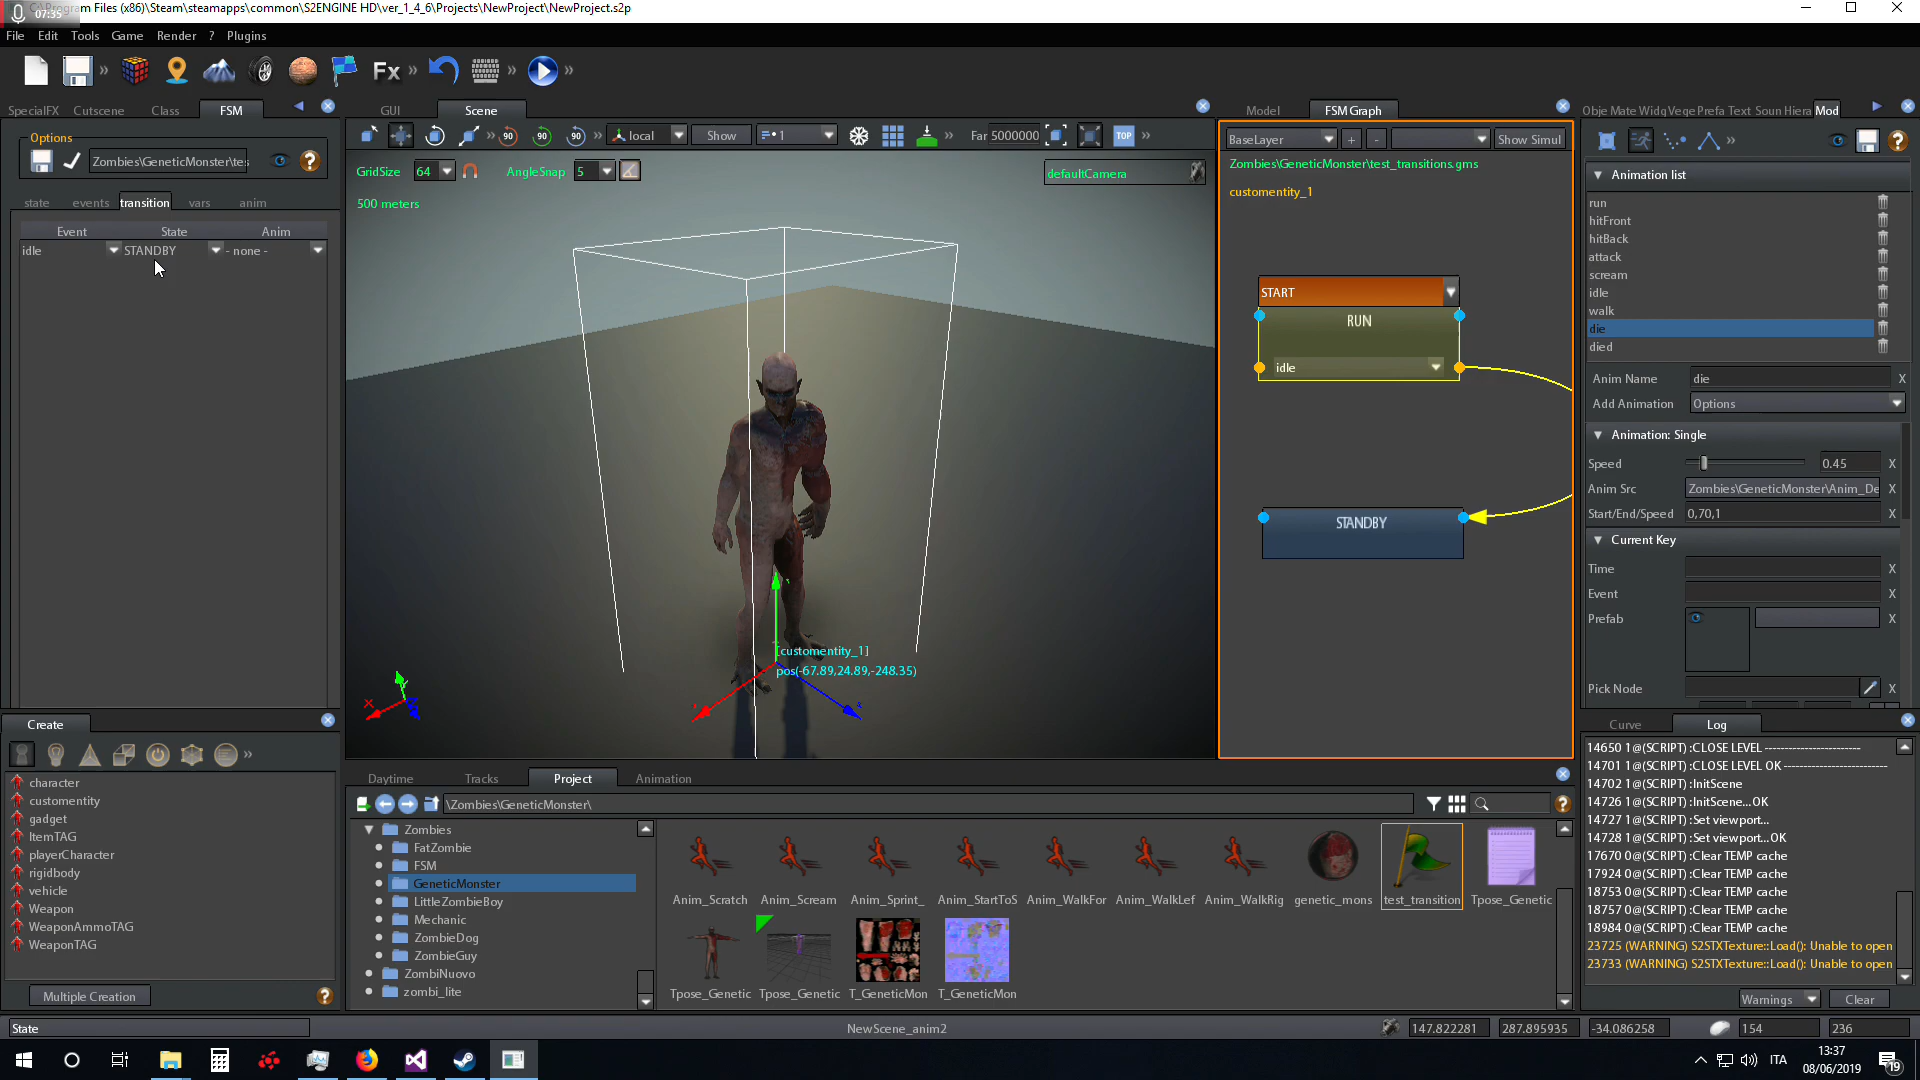 07:35
Program Files (x86)\Steam\steamapps\common\S2ENGINE HD\ver_1_4_6\Projects\NewProject\NewProject.s2p
File Edit Tools Game Render ? Plugins
Fx
SpecialFX Cutscene Class FSM
Options
Zombies\GeneticMonster\tes
state events transition vars anim
Event State Anim
idle STANDBY - none -
GUI Scene
90 90 90 local Show 1 Far 5000000 TOP
GridSize 64 AngleSnap 5 defaultCamera
500 meters
[customentity_1]
pos(-67.89,24.89,-248.35)
Model FSM Graph
BaseLayer + - Show Simul
Zombies\GeneticMonster\test_transitions.gms
customentity_1
START
RUN
idle
STANDBY
Obje Mate Widg Vege Prefa Text Soun Hiera Mod
Animation list
run
hitFront
hitBack
attack
scream
idle
walk
die
died
Anim Name die X
Add Animation Options
Animation: Single
Speed 0.45 X
Anim Src Zombies\GeneticMonster\Anim_De X
Start/End/Speed 0,70,1 X
Current Key
Time X
Event X
Prefab X
Pick Node X
Create
character
customentity
gadget
ItemTAG
playerCharacter
rigidbody
vehicle
Weapon
WeaponAmmoTAG
WeaponTAG
Multiple Creation
State
Daytime Tracks Project Animation
\Zombies\GeneticMonster\
Zombies
FatZombie
FSM
GeneticMonster
LittleZombieBoy
Mechanic
ZombieDog
ZombieGuy
ZombiNuovo
zombi_lite
Anim_Scratch Anim_Scream Anim_Sprint_ Anim_StartToS Anim_WalkFor Anim_WalkLef Anim_WalkRig genetic_mons test_transition Tpose_Genetic
Tpose_Genetic Tpose_Genetic T_GeneticMon T_GeneticMon
Curve Log
14650 1@(SCRIPT) :CLOSE LEVEL ------------------------
14701 1@(SCRIPT) :CLOSE LEVEL OK --------------------------
14702 1@(SCRIPT) :InitScene
14726 1@(SCRIPT) :InitScene...OK
14727 1@(SCRIPT) :Set viewport...
14728 1@(SCRIPT) :Set viewport...OK
17670 0@(SCRIPT) :Clear TEMP cache
17924 0@(SCRIPT) :Clear TEMP cache
18753 0@(SCRIPT) :Clear TEMP cache
18757 0@(SCRIPT) :Clear TEMP cache
18984 0@(SCRIPT) :Clear TEMP cache
23725 (WARNING) S2STXTexture::Load(): Unable to open
23733 (WARNING) S2STXTexture::Load(): Unable to open
Warnings Clear
NewScene_anim2
147.822281 287.895935 -34.086258 154 236
ITA
13:37
08/06/2019
19